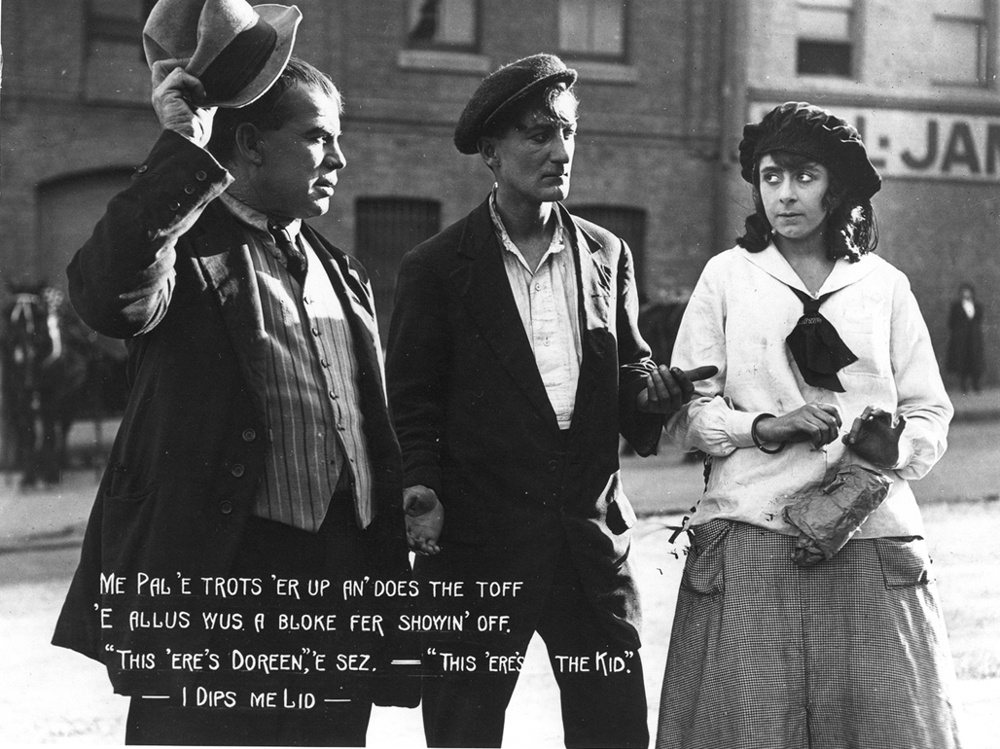 L·JAN
ME PAL 'E TROTS 'ER UP AN' DOES THE TOFF
'E ALLUS WUS A BLOKE FER SHOWIN' OFF.
"THIS 'ERE'S DOREEN", 'E SEZ. — "THIS 'ERE'S THE KID".
— I DIPS ME LID —